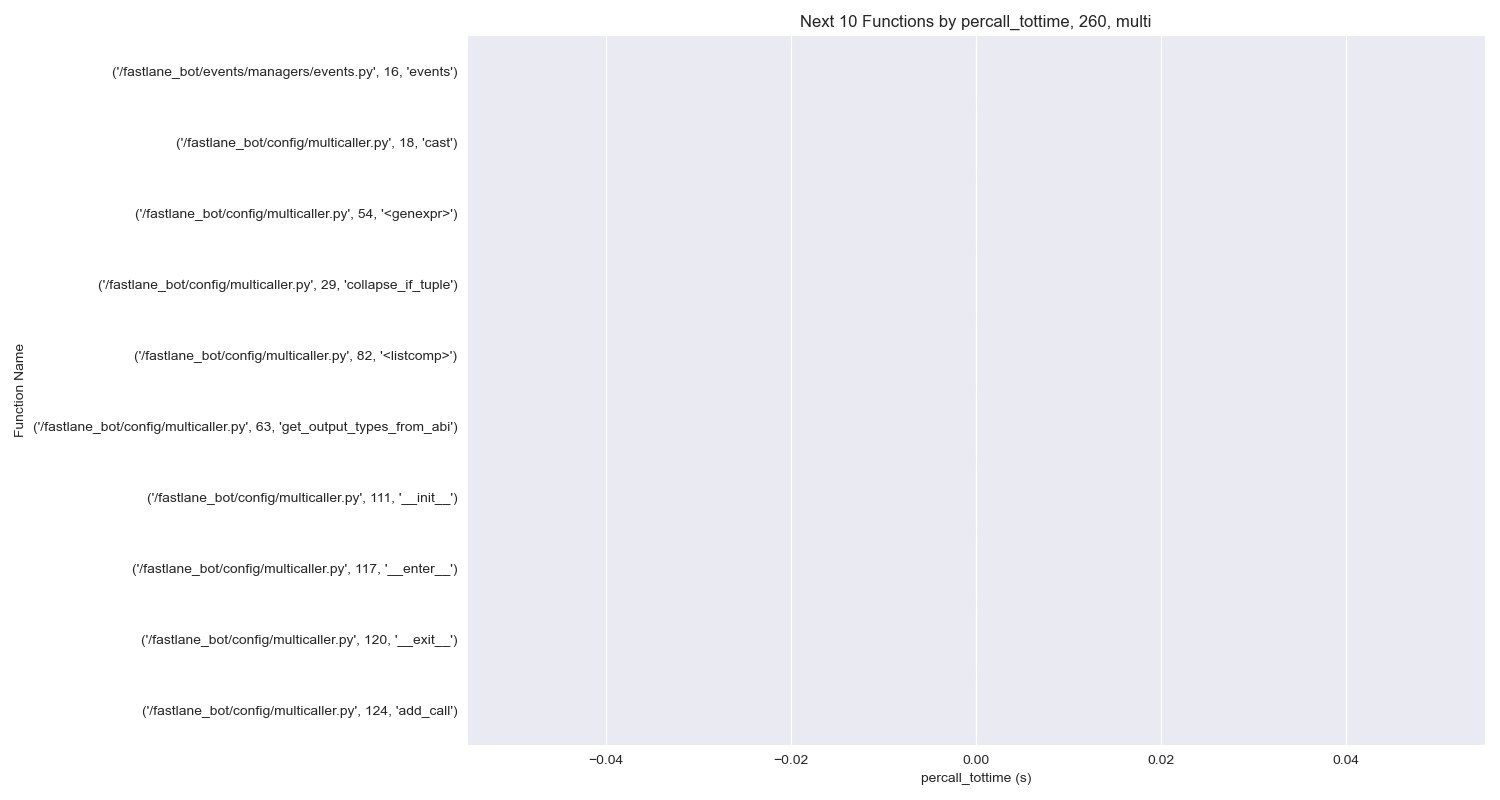 Next 10 Functions by percall_tottime, 260, multi
('/fastlane_bot/events/managers/events.py', 16, 'events')
('/fastlane_bot/config/multicaller.py', 18, 'cast')
('/fastlane_bot/config/multicaller.py', 54, '<genexpr>')
('/fastlane_bot/config/multicaller.py', 29, 'collapse_if_tuple')
('/fastlane_bot/config/multicaller.py', 82, '<listcomp>')
('/fastlane_bot/config/multicaller.py', 63, 'get_output_types_from_abi')
('/fastlane_bot/config/multicaller.py', 111, '__init__')
('/fastlane_bot/config/multicaller.py', 117, '__enter__')
('/fastlane_bot/config/multicaller.py', 120, '__exit__')
('/fastlane_bot/config/multicaller.py', 124, 'add_call')
Function Name
−0.04 −0.02 0.00 0.02 0.04
percall_tottime (s)